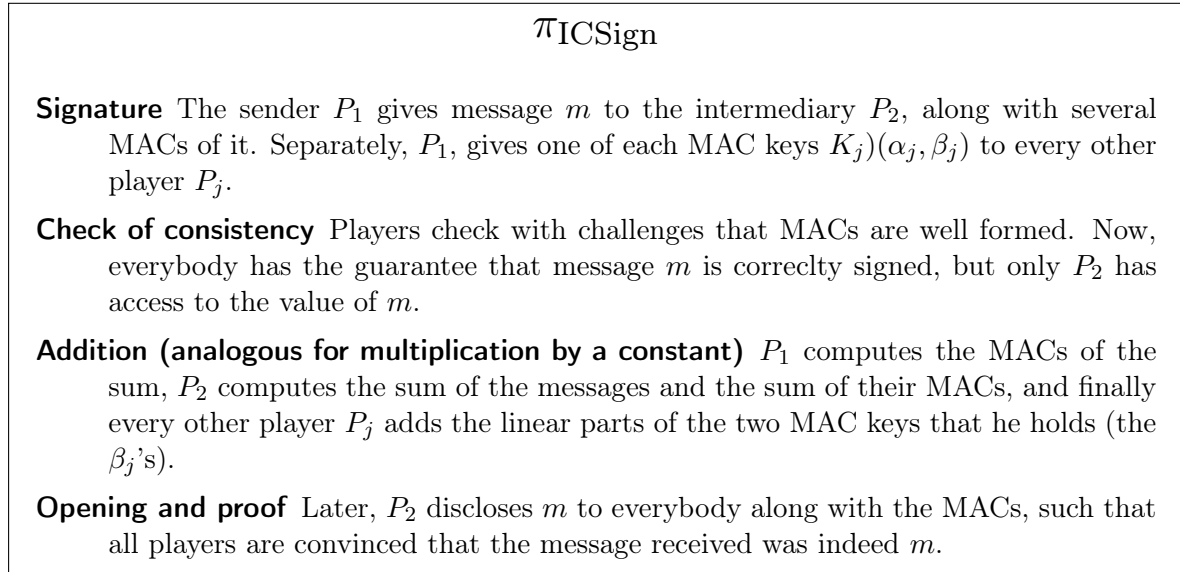 πICSign
Signature The sender P₁ gives message m to the intermediary P₂, along with several
MACs of it. Separately, P₁, gives one of each MAC keys Kⱼ)(αⱼ, βⱼ) to every other
player Pⱼ.
Check of consistency Players check with challenges that MACs are well formed. Now,
everybody has the guarantee that message m is correclty signed, but only P₂ has
access to the value of m.
Addition (analogous for multiplication by a constant) P₁ computes the MACs of the
sum, P₂ computes the sum of the messages and the sum of their MACs, and finally
every other player Pⱼ adds the linear parts of the two MAC keys that he holds (the
βⱼ's).
Opening and proof Later, P₂ discloses m to everybody along with the MACs, such that
all players are convinced that the message received was indeed m.